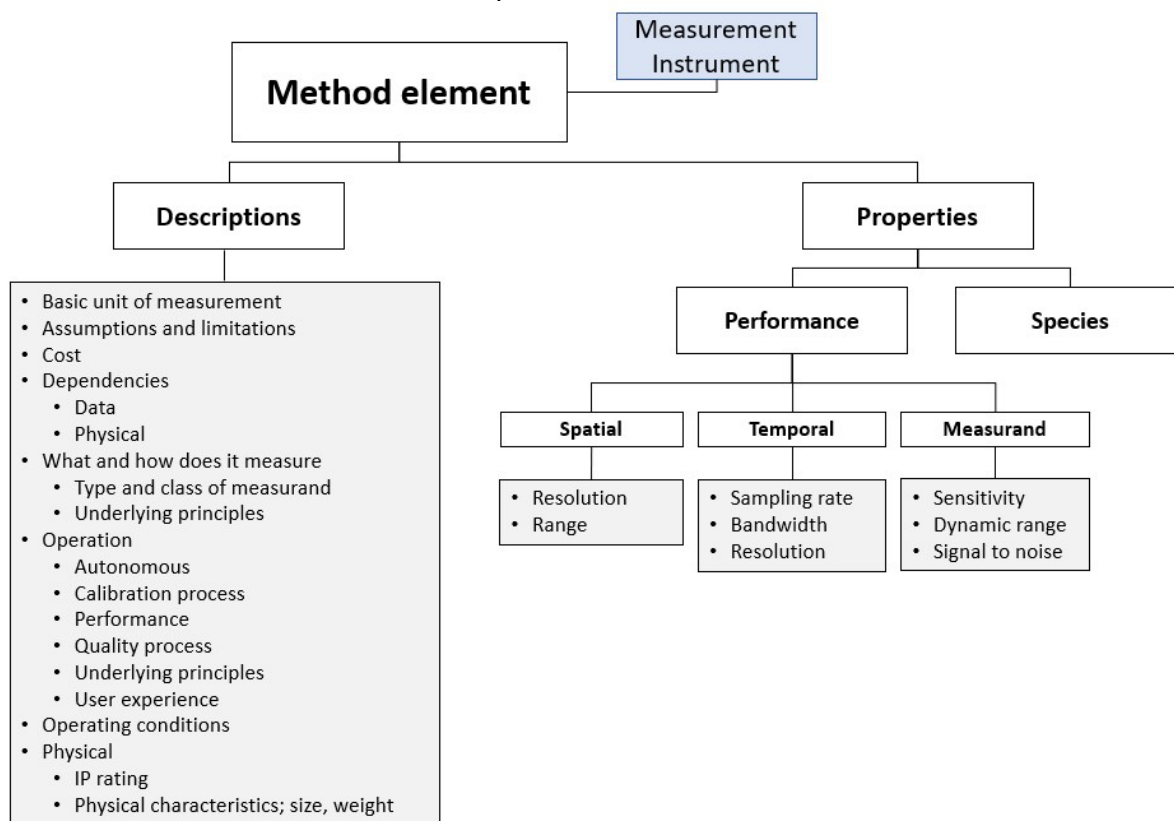 Measurement
Instrument
Method element
Descriptions
Properties
• Basic unit of measurement
• Assumptions and limitations
• Cost
• Dependencies
• Data
• Physical
• What and how does it measure
• Type and class of measurand
• Underlying principles
• Operation
• Autonomous
• Calibration process
• Performance
• Quality process
• Underlying principles
• User experience
• Operating conditions
• Physical
• IP rating
• Physical characteristics; size, weight
Performance
Species
Spatial
Temporal
Measurand
• Resolution
• Range
• Sampling rate
• Bandwidth
• Resolution
• Sensitivity
• Dynamic range
• Signal to noise